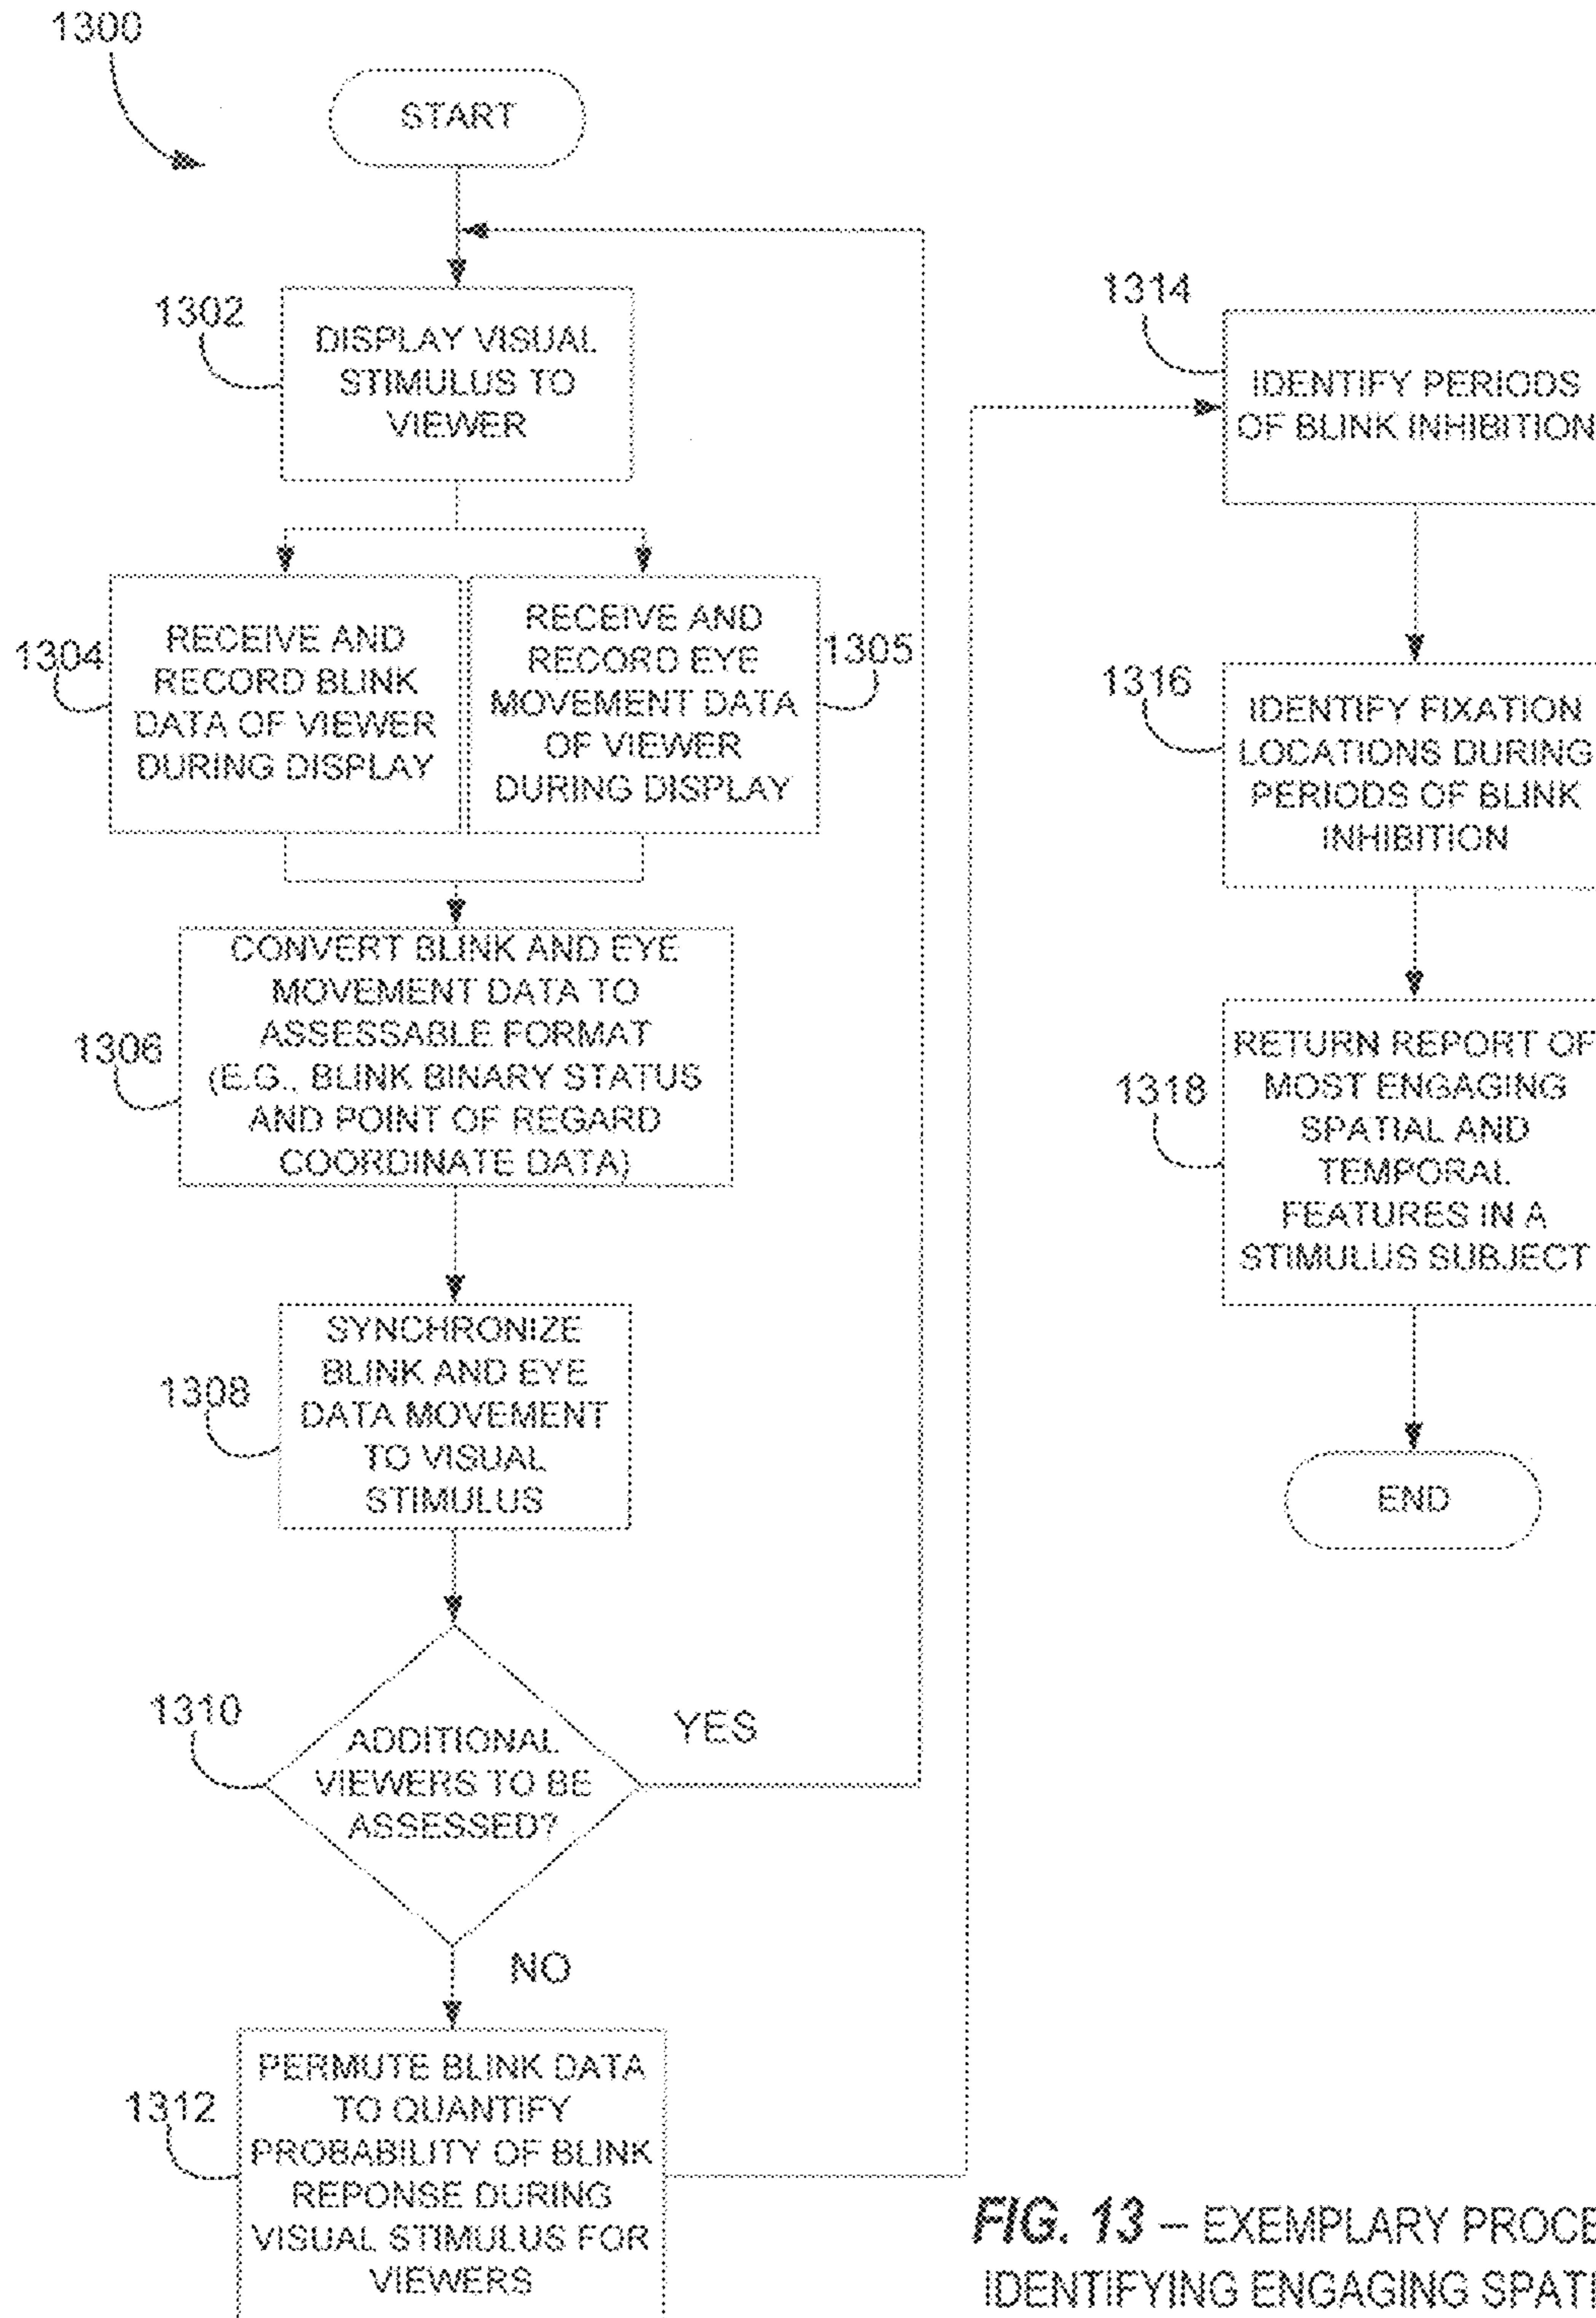 1300
START
1302
DISPLAY VISUAL
STIMULUS TO
VIEWER
1304
RECEIVE AND
RECORD BLINK
DATA OF VIEWER
DURING DISPLAY
RECEIVE AND
RECORD EYE
MOVEMENT DATA
OF VIEWER
DURING DISPLAY
1305
1306
CONVERT BLINK AND EYE
MOVEMENT DATA TO
ASSESSABLE FORMAT
(E.G., BLINK BINARY STATUS
AND POINT OF REGARD
COORDINATE DATA)
1308
SYNCHRONIZE
BLINK AND EYE
DATA MOVEMENT
TO VISUAL
STIMULUS
1310
ADDITIONAL
VIEWERS TO BE
ASSESSED?
YES
NO
1312
PERMUTE BLINK DATA
TO QUANTIFY
PROBABILITY OF BLINK
REPONSE DURING
VISUAL STIMULUS FOR
VIEWERS
1314
IDENTIFY PERIODS
OF BLINK INHIBITION
1316
IDENTIFY FIXATION
LOCATIONS DURING
PERIODS OF BLINK
INHIBITION
1318
RETURN REPORT OF
MOST ENGAGING
SPATIAL AND
TEMPORAL
FEATURES IN A
STIMULUS SUBJECT
END
FIG. 13 – EXEMPLARY
IDENTIFYING ENGAGING